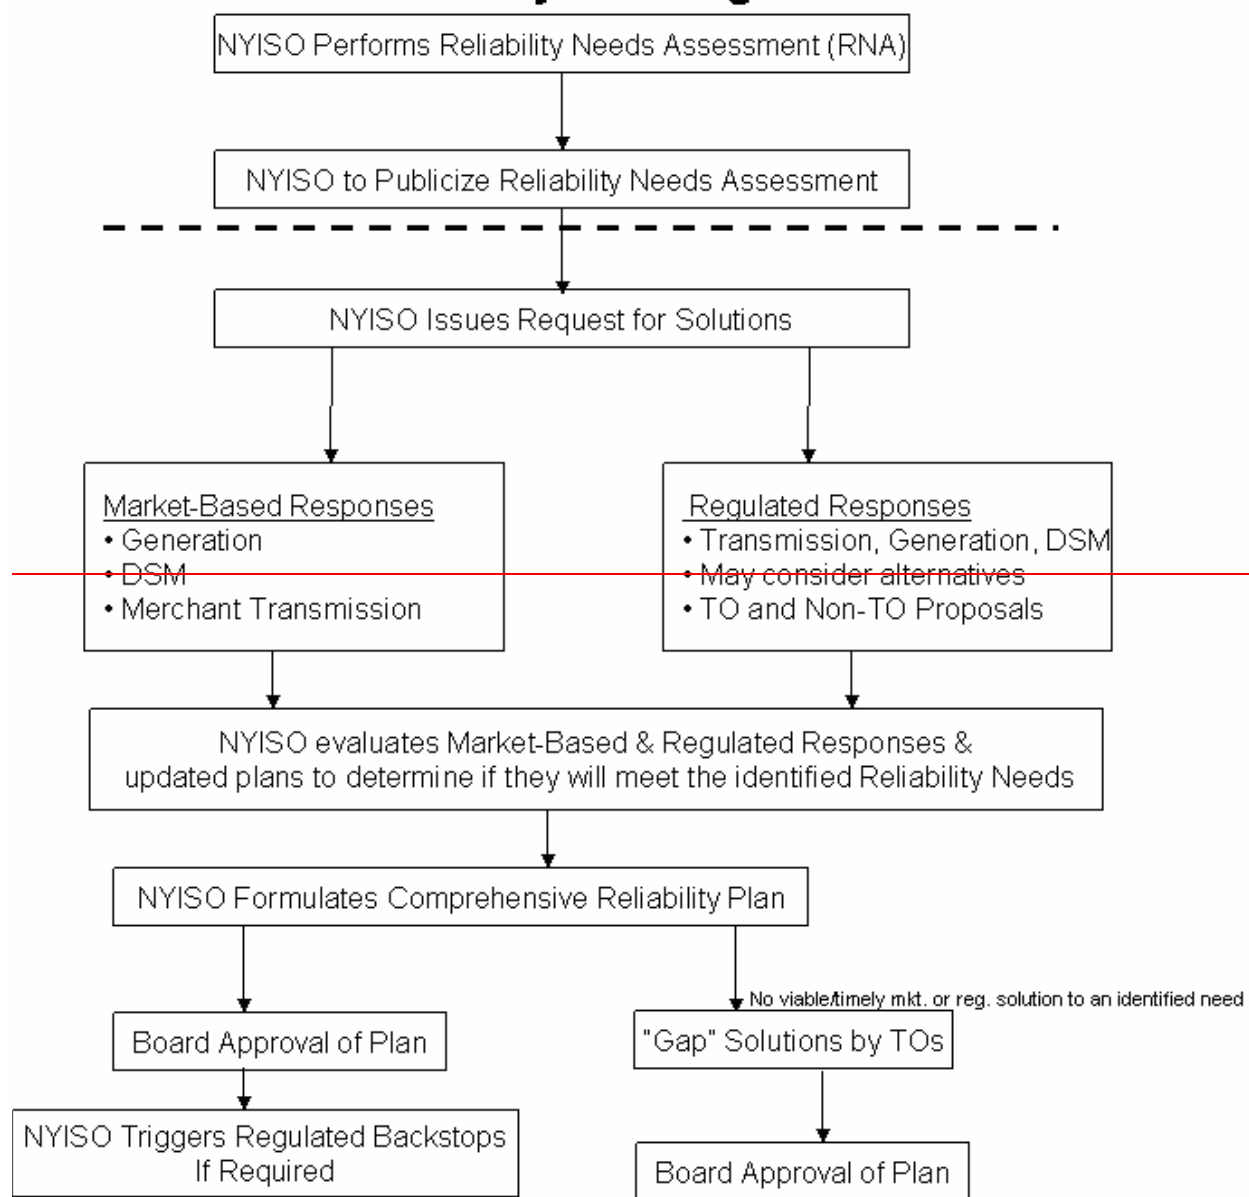 NYISO Performs Reliability Needs Assessment (RNA)
NYISO to Publicize Reliability Needs Assessment
NYISO Issues Request for Solutions
Market-Based Responses
• Generation
• DSM
• Merchant Transmission
Regulated Responses
• Transmission, Generation, DSM
• May consider alternatives
• TO and Non-TO Proposals
NYISO evaluates Market-Based & Regulated Responses &
updated plans to determine if they will meet the identified Reliability Needs
NYISO Formulates Comprehensive Reliability Plan
No viable/timely mkt. or reg. solution to an identified need
Board Approval of Plan
"Gap" Solutions by TOs
NYISO Triggers Regulated Backstops
If Required
Board Approval of Plan